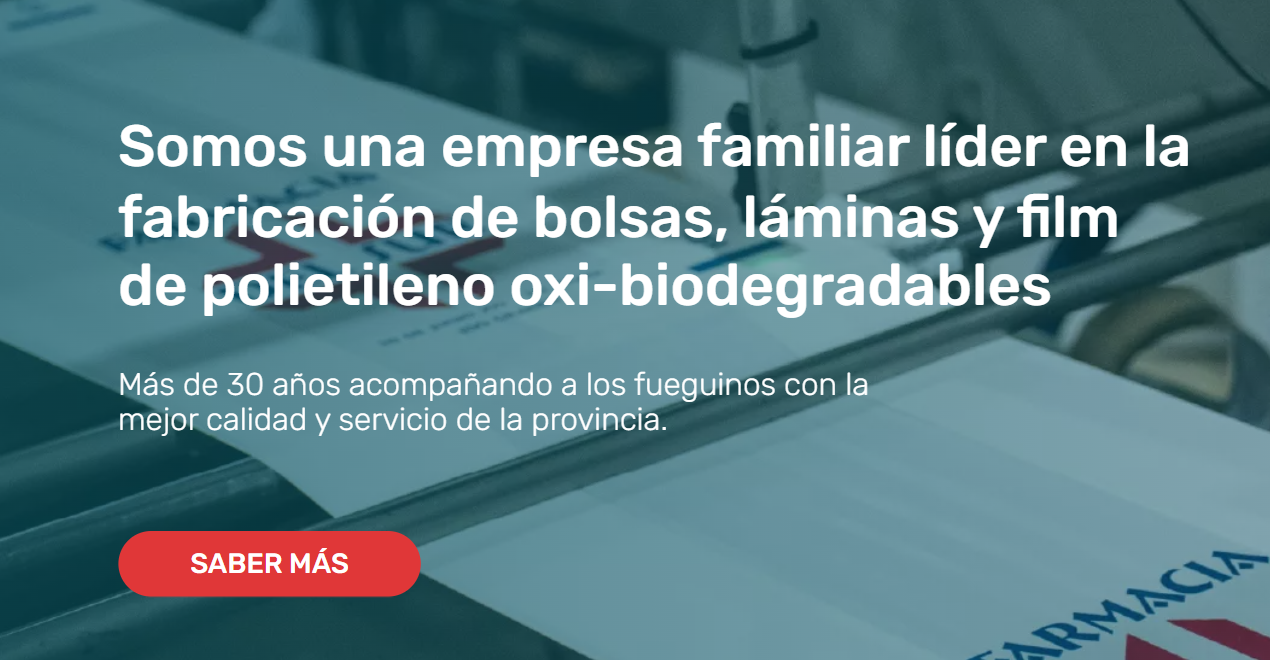 Somos una empresa familiar líder en la
fabricación de bolsas, láminas y film
de polietileno oxi-biodegradables
Más de 30 años acompañando a los fueguinos con la
mejor calidad y servicio de la provincia.
SABER MÁS
FARMACIA
FARMACIA